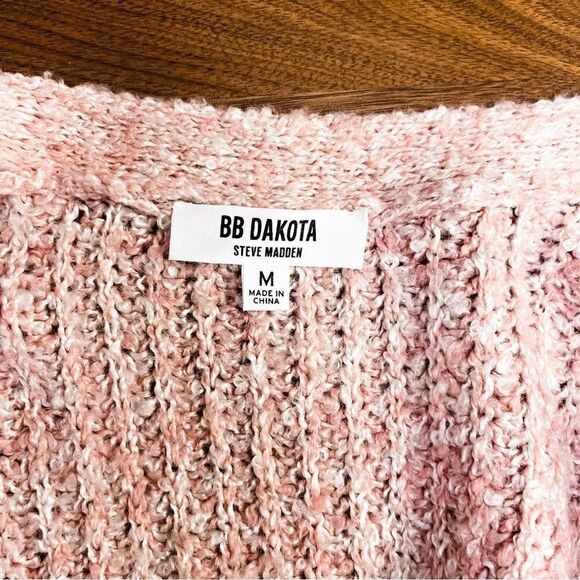 BB DAKOTA
STEVE MADDEN
M
MADE IN
CHINA